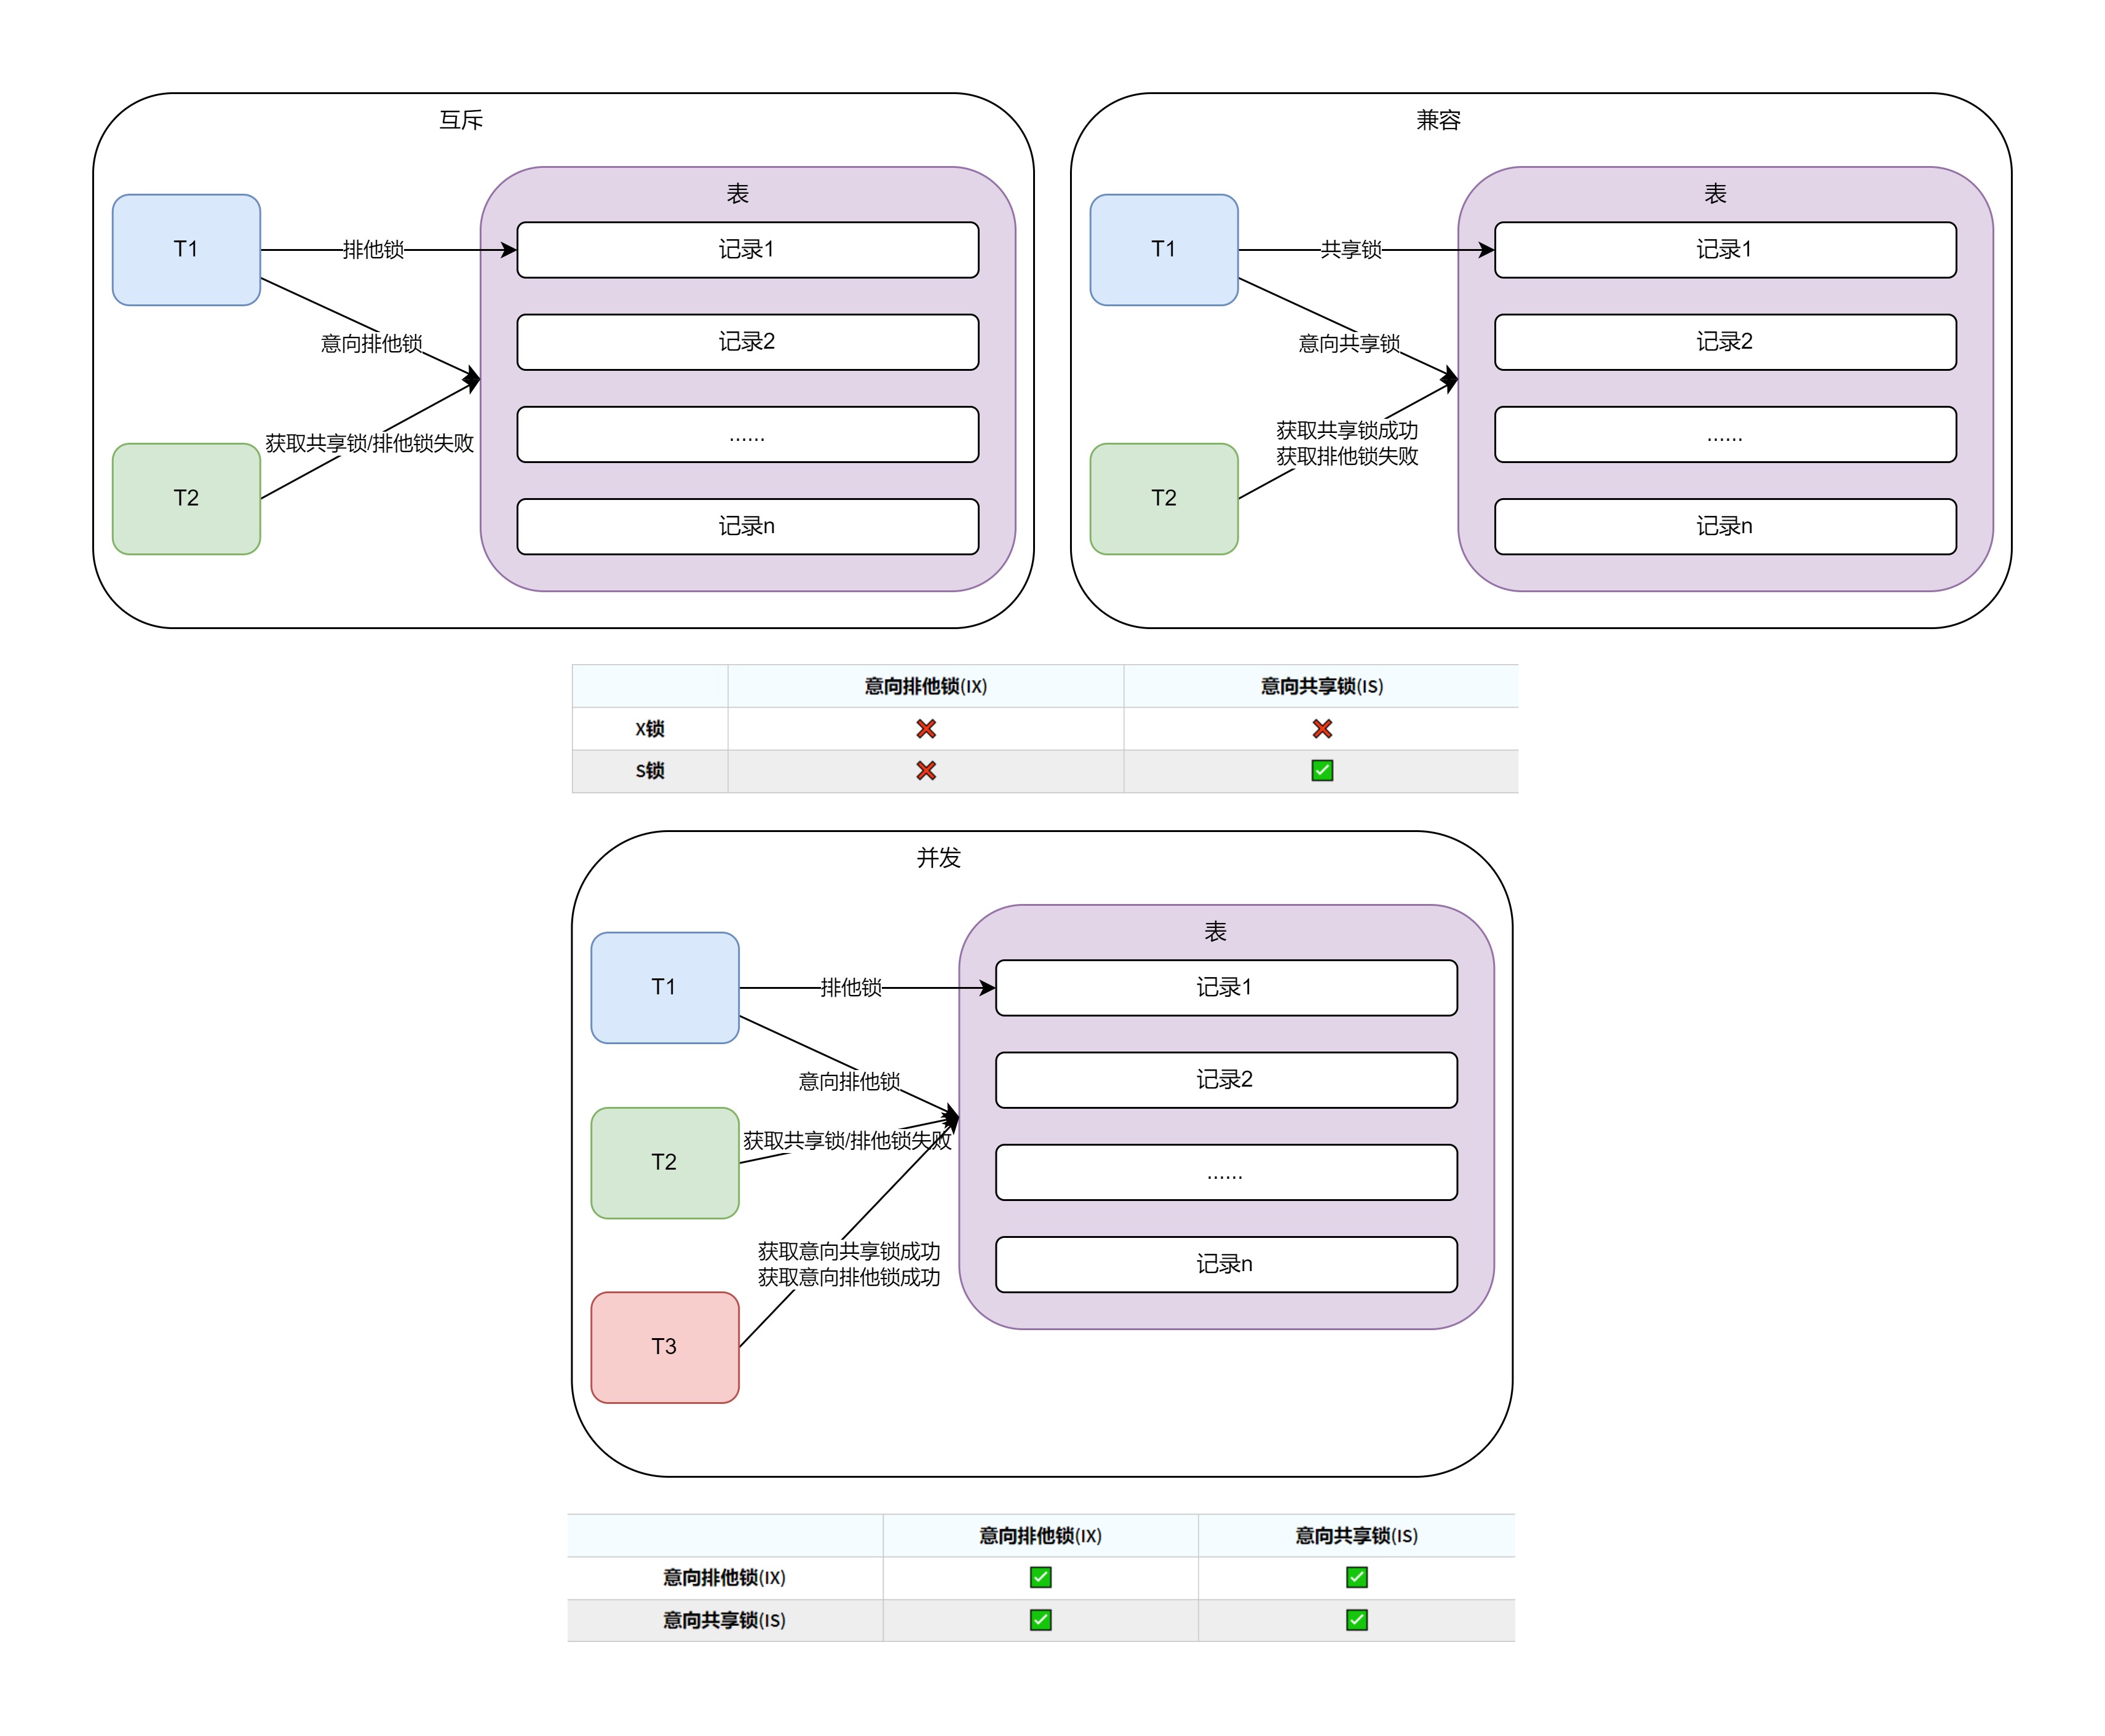 互斥
表
T1
排他锁
记录1
意向排他锁
记录2
获取共享锁/排他锁失败
......
T2
记录n
兼容
表
T1
共享锁
记录1
意向共享锁
记录2
获取共享锁成功
获取排他锁失败
......
T2
记录n
意向排他锁(IX) 意向共享锁(IS)
X锁 ❌ ❌
S锁 ❌ ✅
并发
表
T1
排他锁
记录1
意向排他锁
记录2
获取共享锁/排他锁失败
T2
......
获取意向共享锁成功
获取意向排他锁成功
记录n
T3
意向排他锁(IX) 意向共享锁(IS)
意向排他锁(IX) ✅ ✅
意向共享锁(IS) ✅ ✅